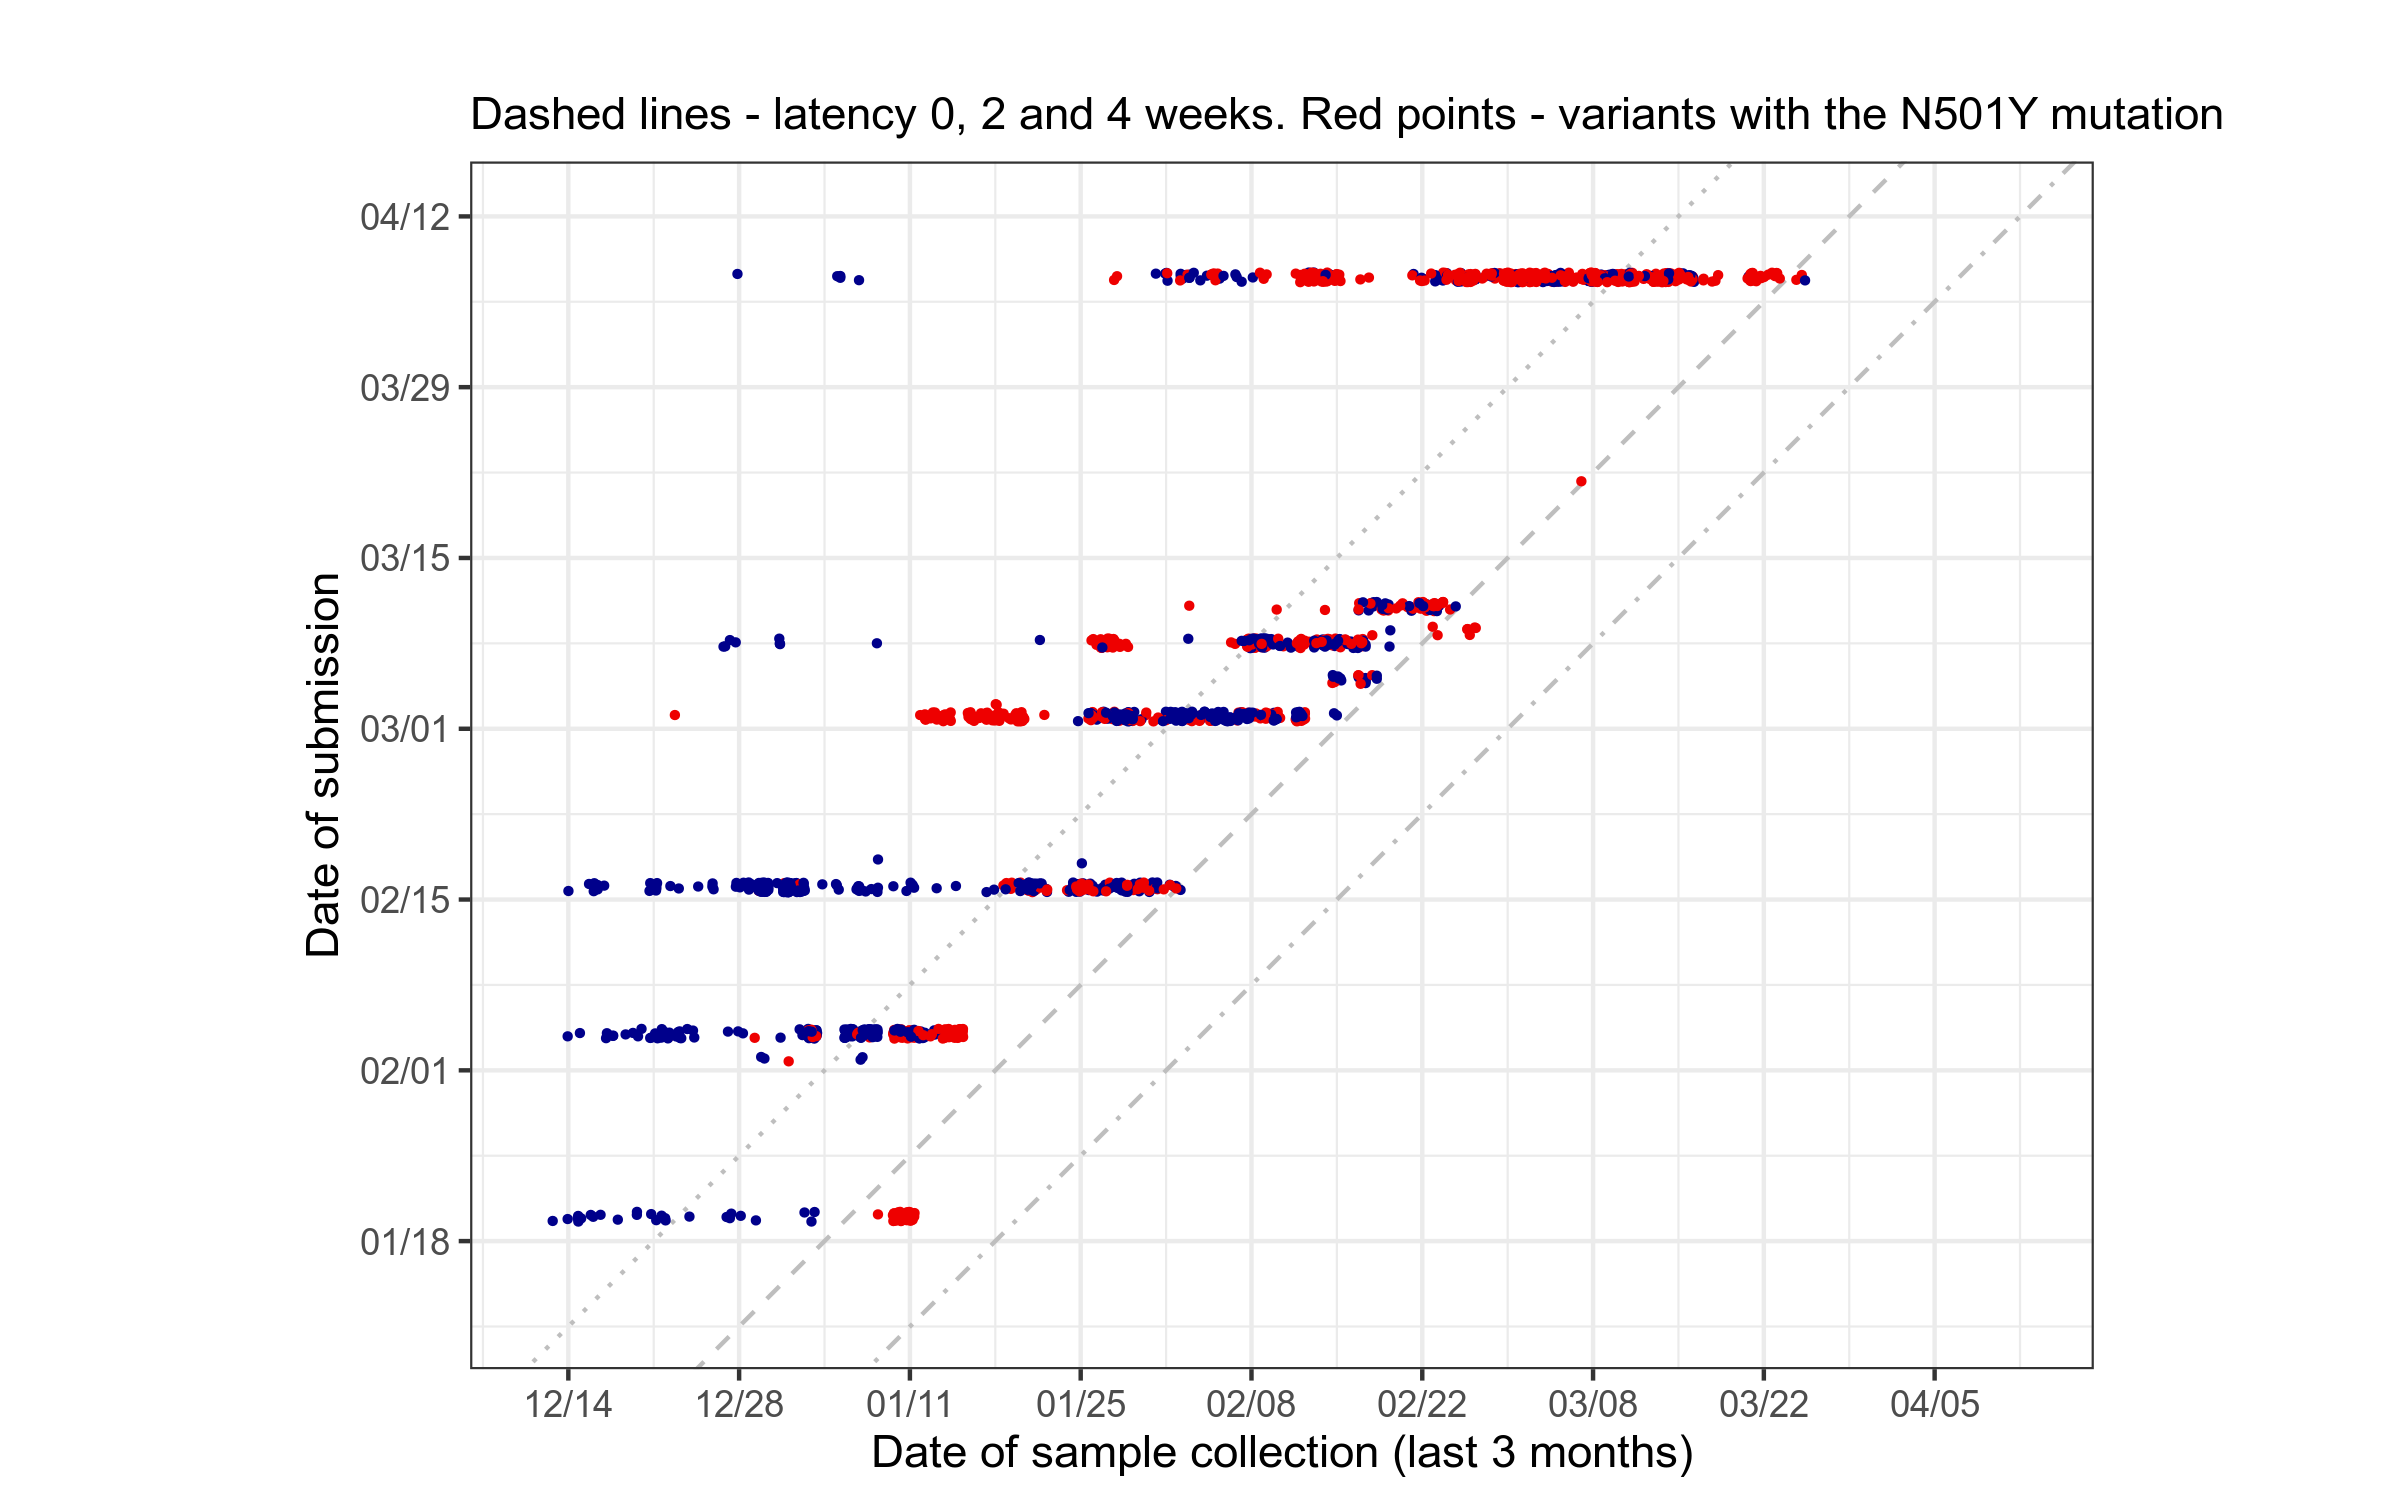 Dashed lines - latency 0, 2 and 4 weeks. Red points - variants with the N501Y mutation
Date of submission
04/12
03/29
03/15
03/01
02/15
02/01
01/18
12/14 12/28 01/11 01/25 02/08 02/22 03/08 03/22 04/05
Date of sample collection (last 3 months)